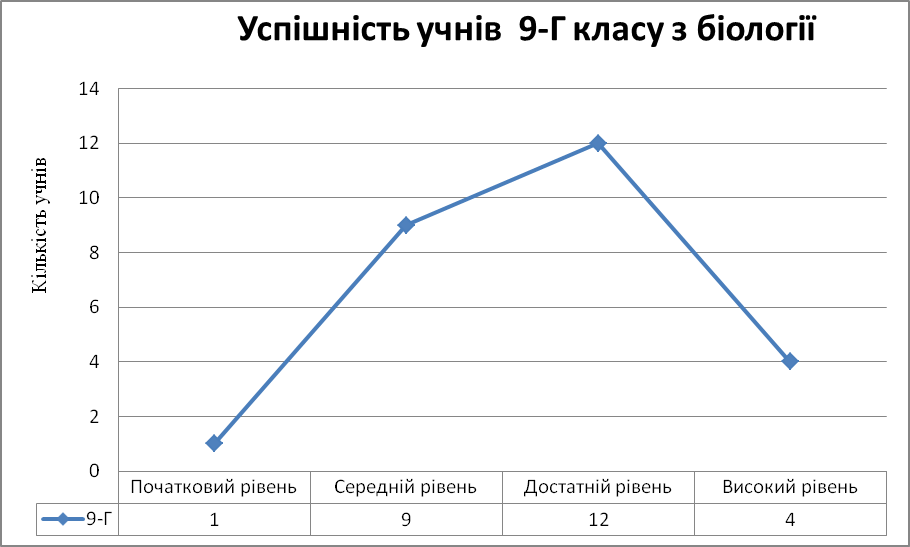 Успішність учнів  9-Г класу з біології
Кількість учнів
14
12
10
8
6
4
2
0
Початковий рівень Середній рівень Достатній рівень Високий рівень
9-Г 1 9 12 4